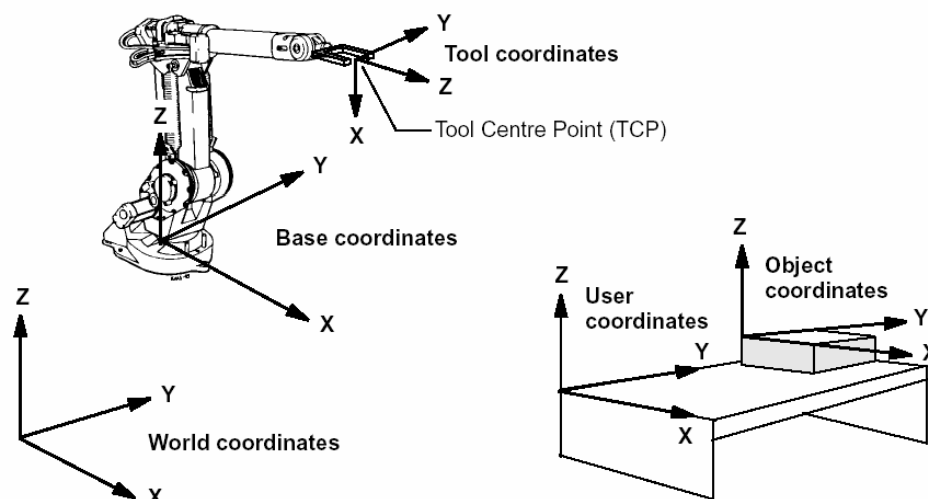 Y
Tool coordinates
Z
X
Tool Centre Point (TCP)
Z
Y
Base coordinates
X
Z
Y
World coordinates
X
Z
User
coordinates
Y
X
Z
Object
coordinates
Y
X